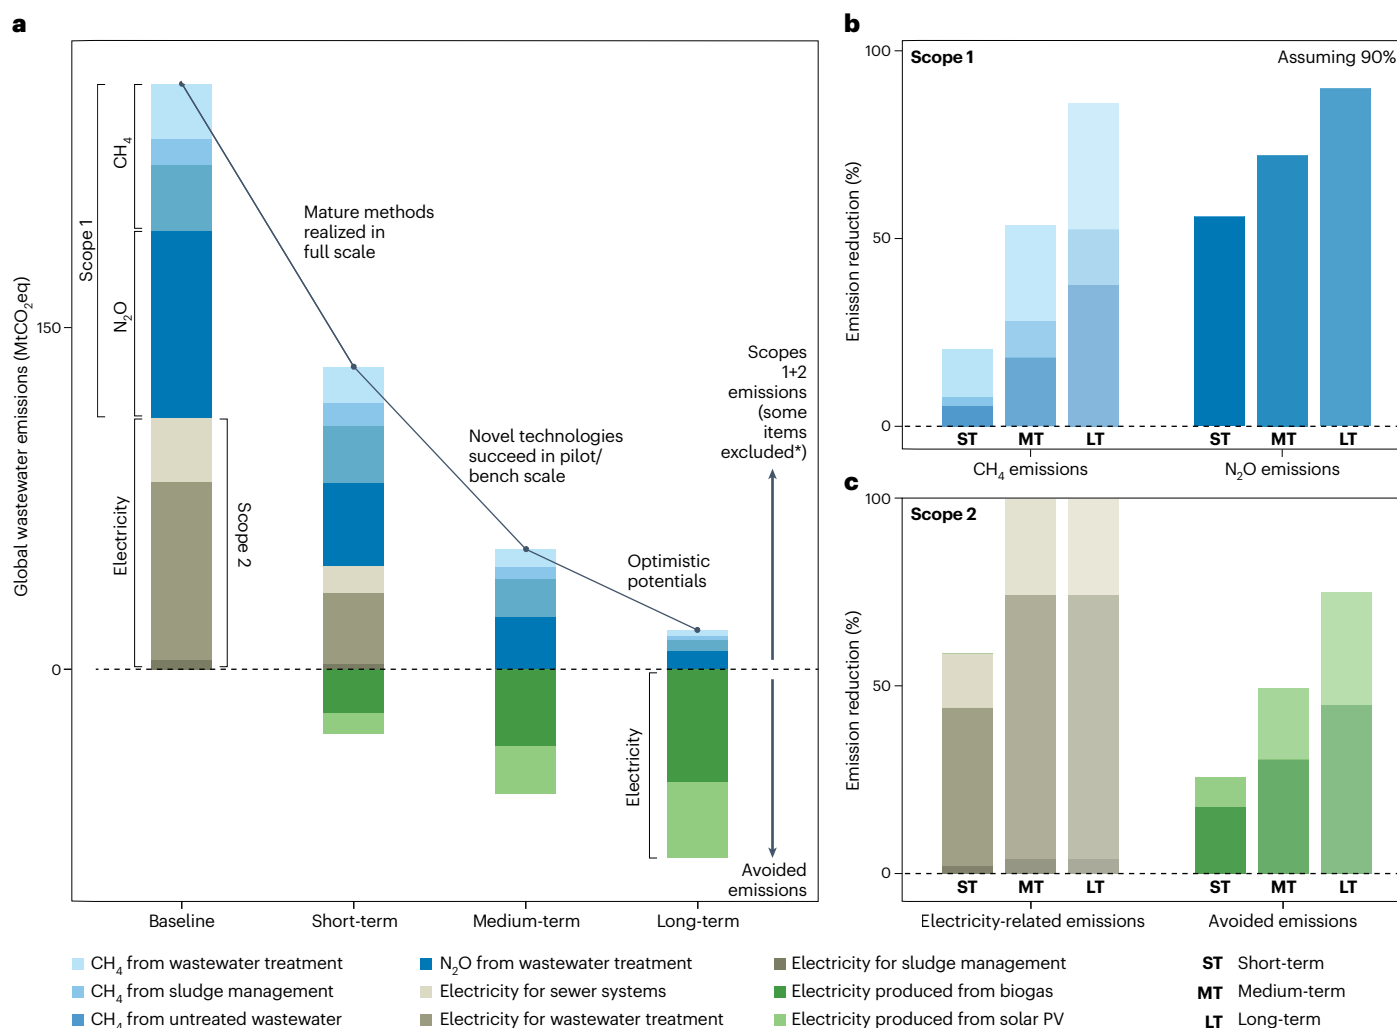 a
Global wastewater emissions (MtCO2eq)
150
0
Scope 1
CH4
N2O
Electricity
Scope 2
Mature methods
realized in
full scale
Novel technologies
succeed in pilot/
bench scale
Optimistic
potentials
Scopes
1+2
emissions
(some
items
excluded*)
Electricity
Avoided
emissions
Baseline
Short-term
Medium-term
Long-term
b
Scope 1
Assuming 90%
Emission reduction (%)
100
50
0
ST
MT
LT
ST
MT
LT
CH4 emissions
N2O emissions
c
Scope 2
Emission reduction (%)
100
50
0
ST
MT
LT
ST
MT
LT
Electricity-related emissions
Avoided emissions
CH4 from wastewater treatment
CH4 from sludge management
CH4 from untreated wastewater
N2O from wastewater treatment
Electricity for sewer systems
Electricity for wastewater treatment
Electricity for sludge management
Electricity produced from biogas
Electricity produced from solar PV
ST Short-term
MT Medium-term
LT Long-term